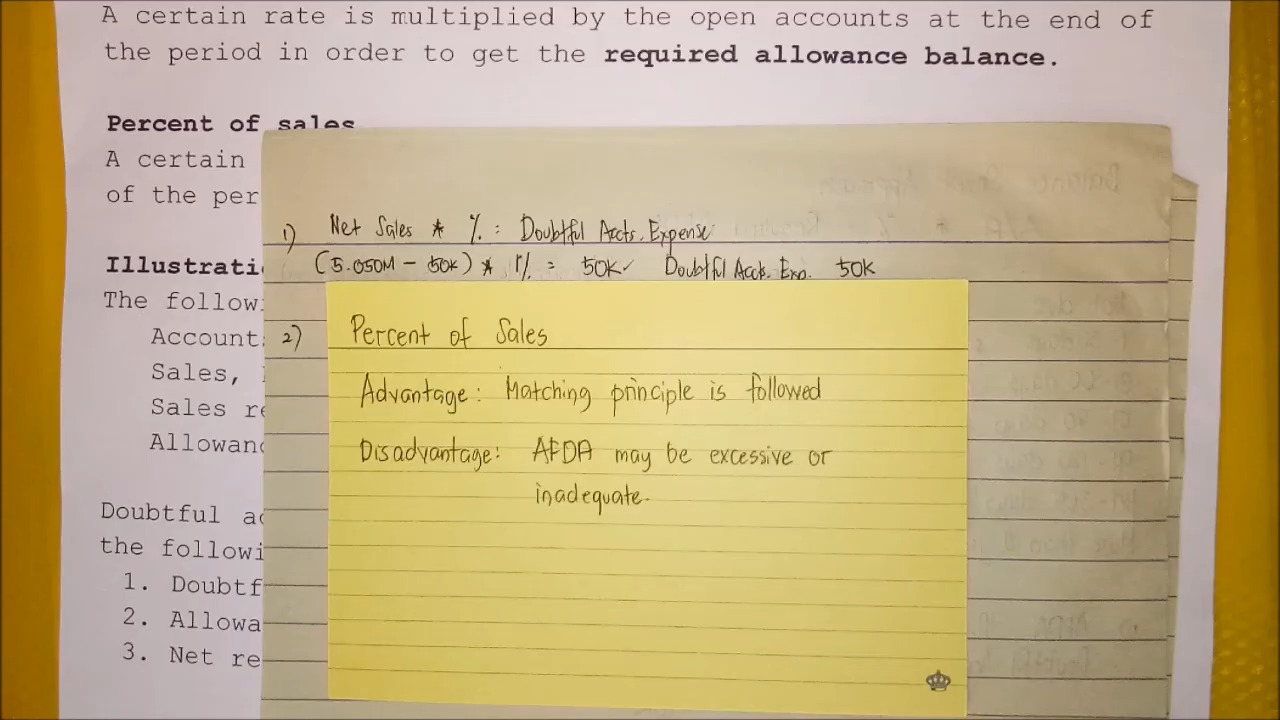 A certain rate is multiplied by the open accounts at the end of
the period in order to get the required allowance balance.
Percent of sales
A certain
of the per
1) Net Sales * % = Doubtful Accts. Expense
(5.050M - 50K) * 1% = 50K✓ Doubtful Acct. Exp. 50K
Illustrati
The follow
Account
Sales,
Sales re
Allowanc
2) Percent of Sales
Advantage: Matching principle is followed
Disadvantage: AFDA may be excessive or
inadequate.
Doubtful ac
the followi
1. Doubtf
2. Allowa
3. Net re